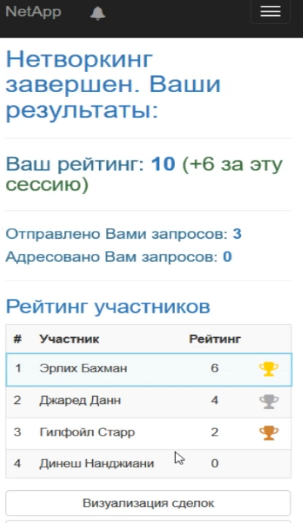 NetApp
Нетворкинг
завершен. Ваши
результаты:
Ваш рейтинг: 10 (+6 за эту
сессию)
Отправлено Вами запросов: 3
Адресовано Вам запросов: 0
Рейтинг участников
# Участник Рейтинг
1 Эрлих Бахман 6
2 Джаред Данн 4
3 Гилфойл Старр 2
4 Динеш Нанджиани 0
Визуализация сделок